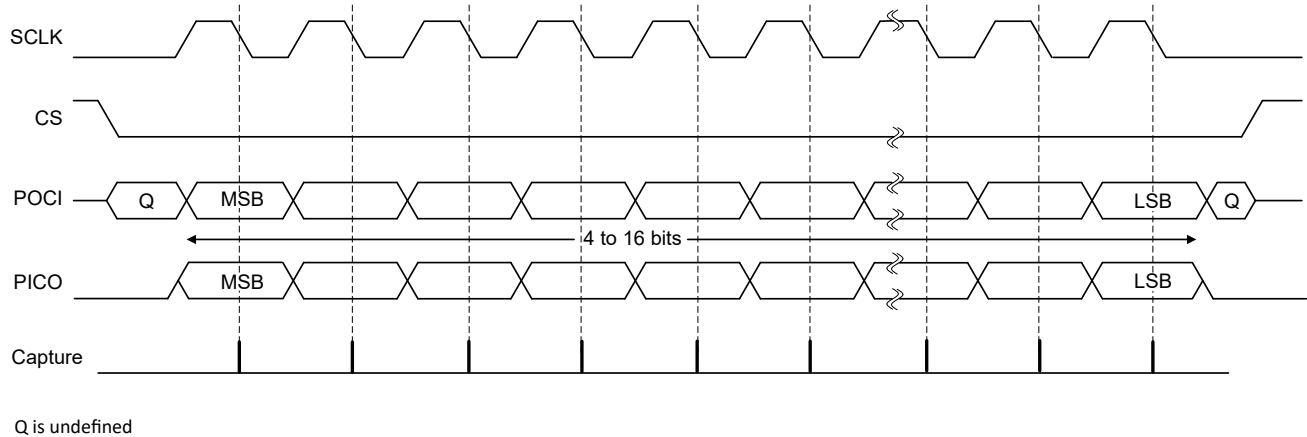 SCLK
CS
POCI Q MSB LSB Q
4 to 16 bits
PICO MSB LSB
Capture
Q is undefined